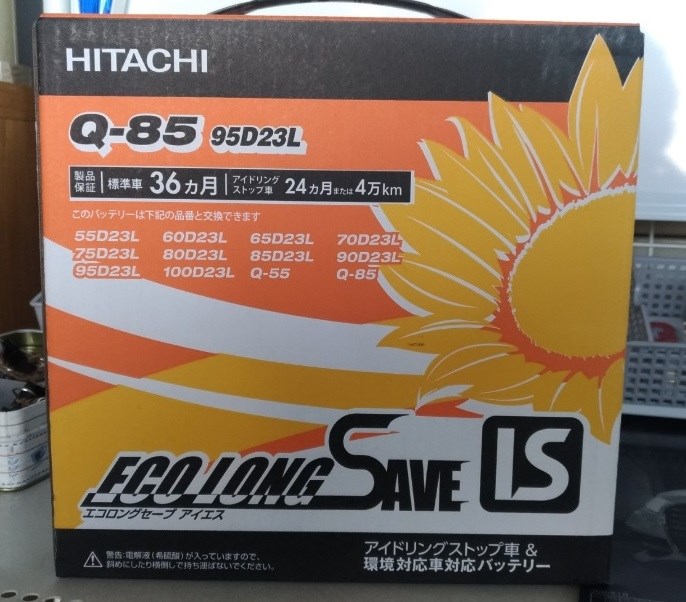 HITACHI
Q-85 95D23L
製品保証 標準車 36カ月 アイドリングストップ車 24カ月または4万km
このバッテリーは下記の品番と交換できます
55D23L 60D23L 65D23L 70D23L
75D23L 80D23L 85D23L 90D23L
95D23L 100D23L Q-55 Q-85
ECO LONG SAVE IS
エコロングセーブ アイエス
警告:電解液(希硫酸)が入っていますので、
斜めにしたり横倒しで持ち運ばないでください。
アイドリングストップ車 &
環境対応車対応バッテリー